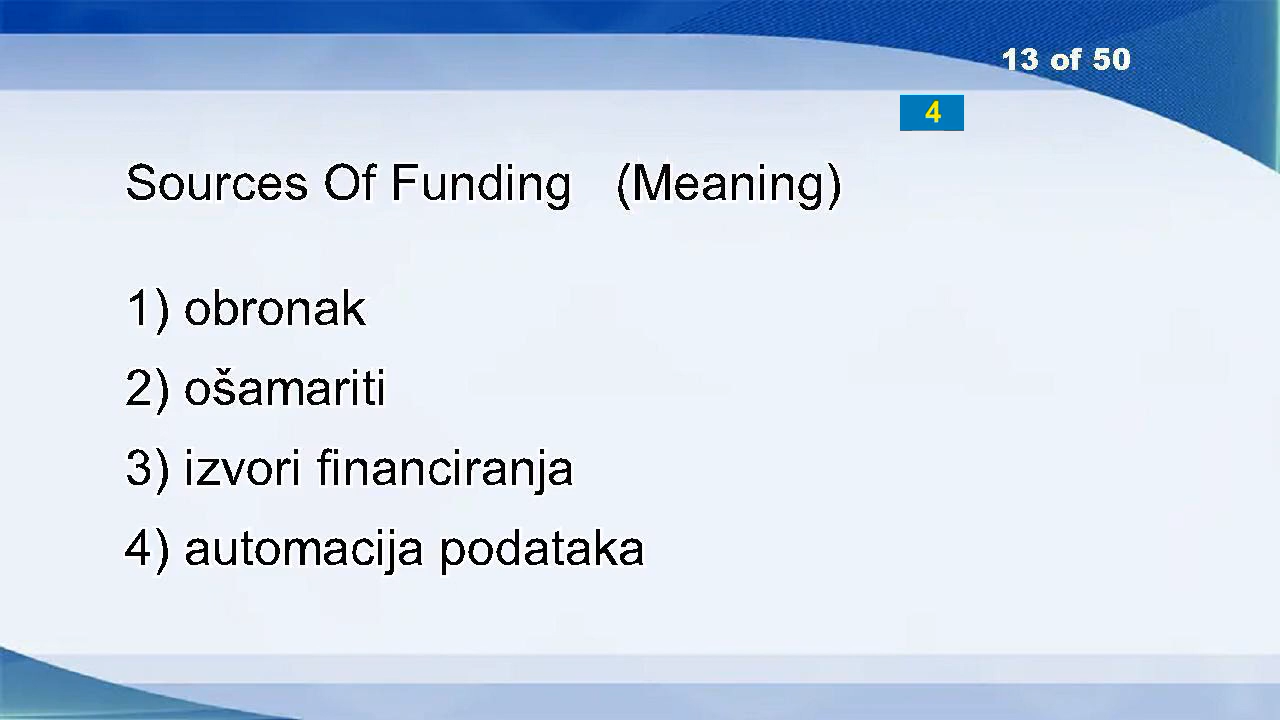 13 of 50
4
Sources Of Funding (Meaning)
1) obronak
2) ošamariti
3) izvori financiranja
4) automacija podataka